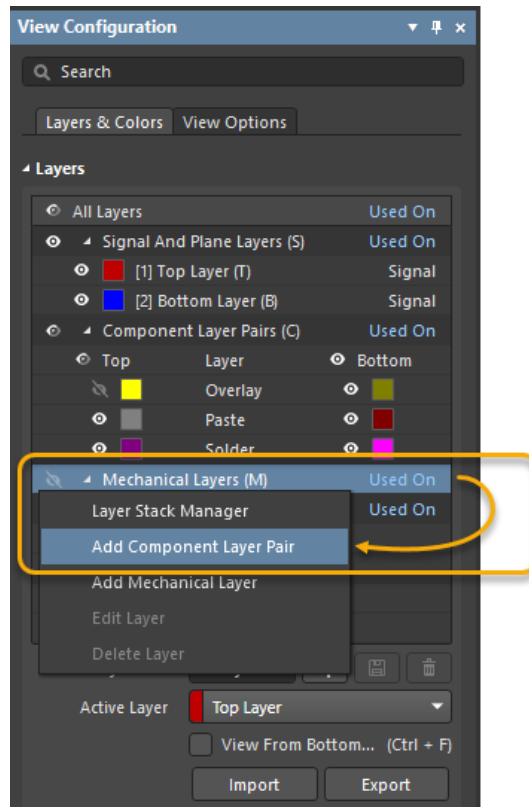 View Configuration
Search
Layers & Colors View Options
Layers
All Layers Used On
Signal And Plane Layers (S) Used On
[1] Top Layer (T) Signal
[2] Bottom Layer (B) Signal
Component Layer Pairs (C) Used On
Top Layer Bottom
Overlay
Paste
Solder
Mechanical Layers (M) Used On
Layer Stack Manager Used On
Add Component Layer Pair
Add Mechanical Layer
Edit Layer
Delete Layer
Active Layer Top Layer
View From Bottom... (Ctrl + F)
Import Export